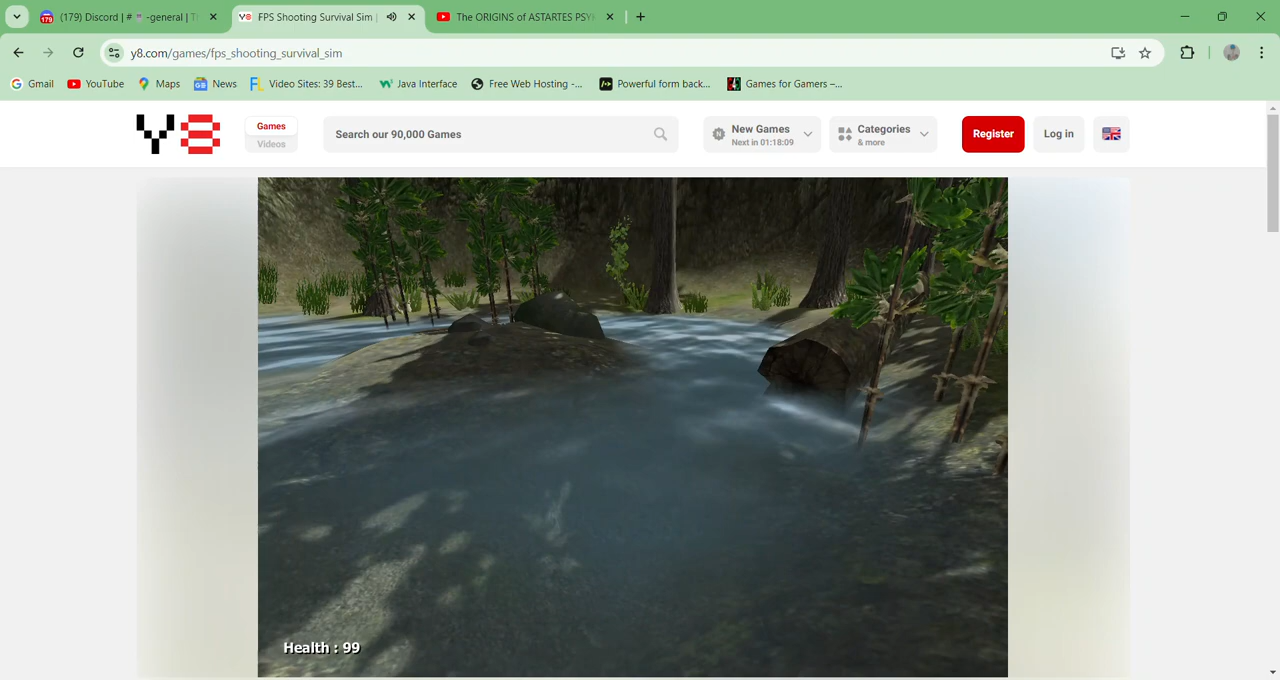 (179) Discord | # -general | T
FPS Shooting Survival Sim |
The ORIGINS of ASTARTES PSY
y8.com/games/fps_shooting_survival_sim
Gmail
YouTube
Maps
News
Video Sites: 39 Best...
Java Interface
Free Web Hosting -...
Powerful form back...
Games for Gamers –...
Y8
Games
Videos
Search our 90,000 Games
New Games
Next in 01:18:09
Categories
& more
Register
Log in
Health : 99